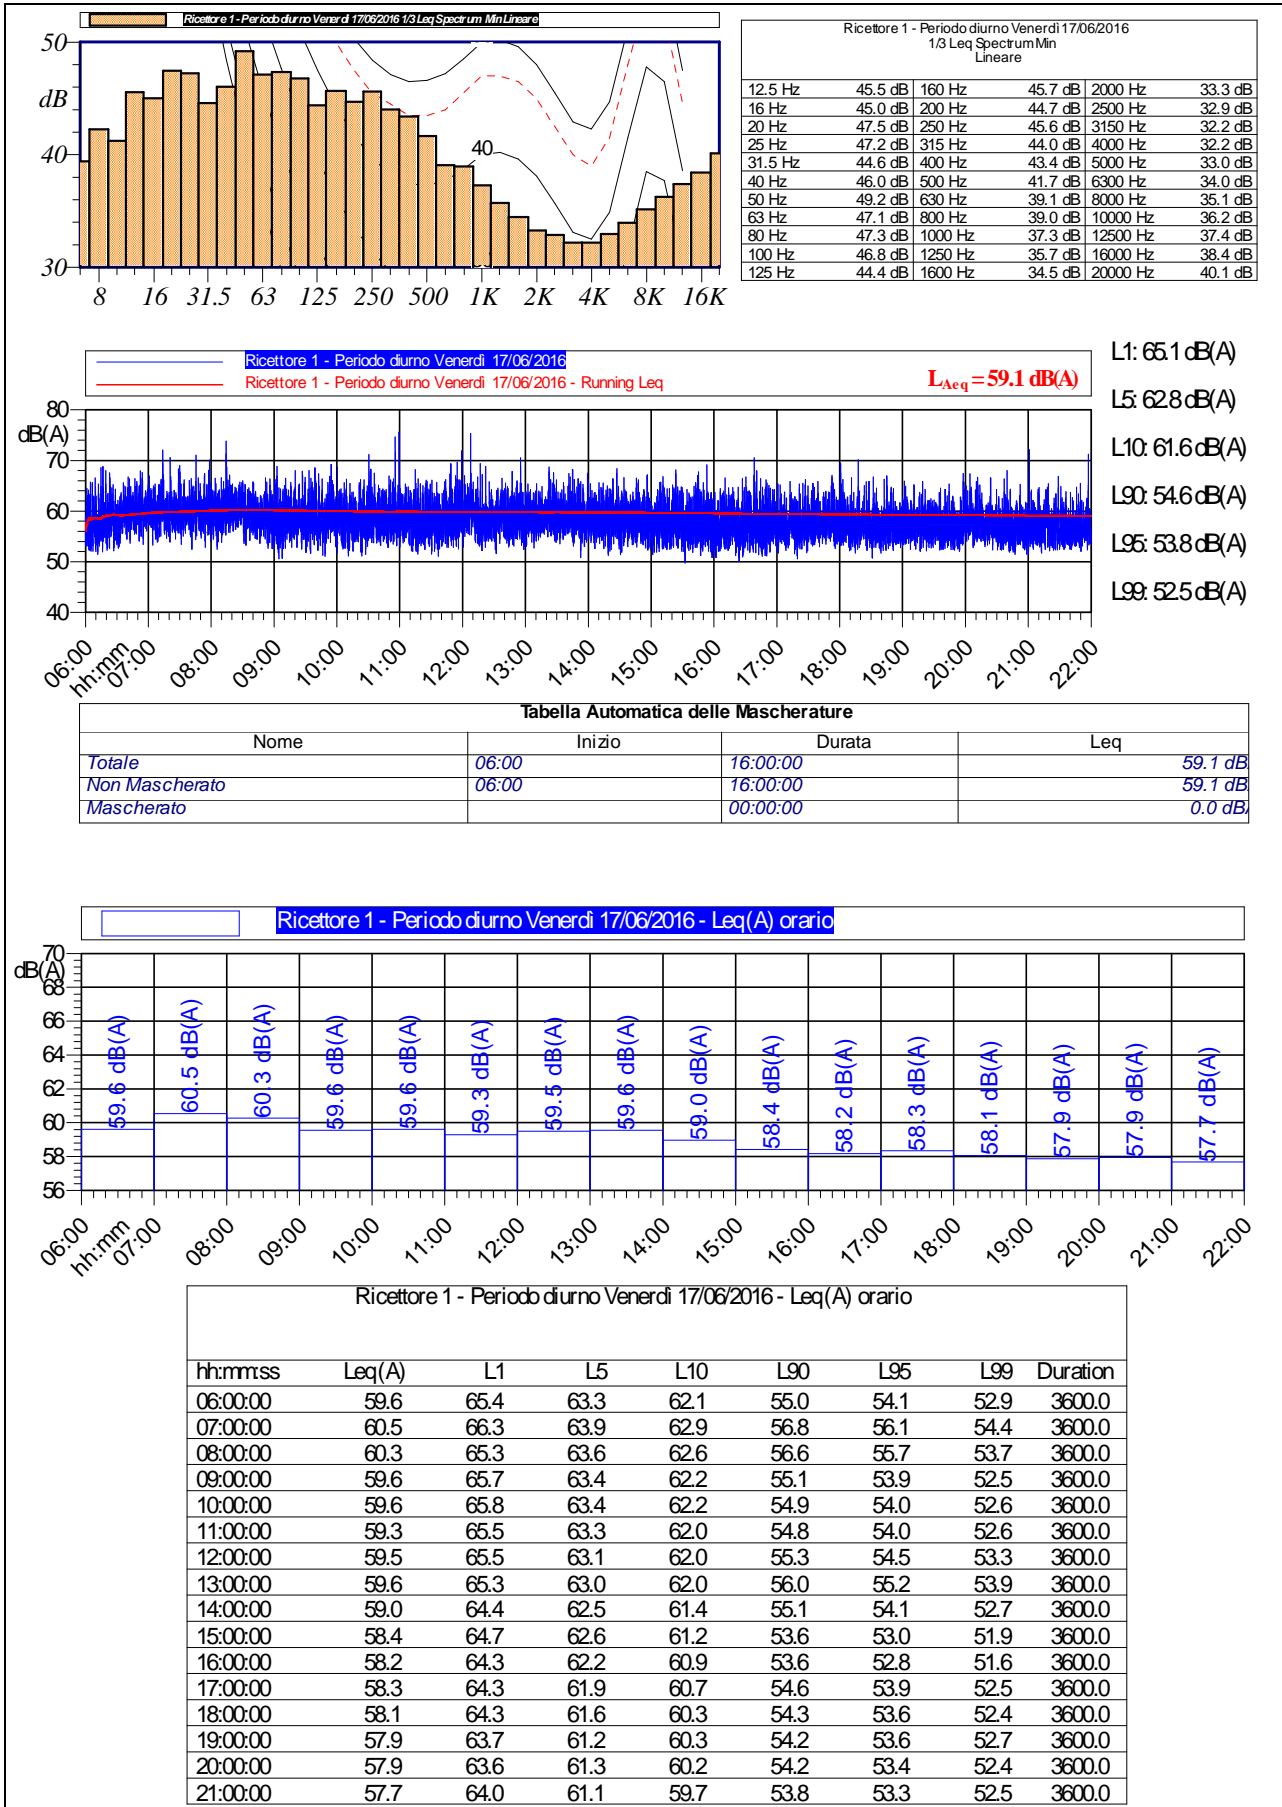 Ricettore 1 - Periodo diurno Venerdì 17/06/2016 1/3 Leq Spectrum Min Lineare
50
dB
40
30
40
8 16 31.5 63 125 250 500 1K 2K 4K 8K 16K
Ricettore 1 - Periodo diurno Venerdì 17/06/2016
1/3 Leq Spectrum Min
Lineare
12.5 Hz 45.5 dB 160 Hz 45.7 dB 2000 Hz 33.3 dB
16 Hz 45.0 dB 200 Hz 44.7 dB 2500 Hz 32.9 dB
20 Hz 47.5 dB 250 Hz 45.6 dB 3150 Hz 32.2 dB
25 Hz 47.2 dB 315 Hz 44.0 dB 4000 Hz 32.2 dB
31.5 Hz 44.6 dB 400 Hz 43.4 dB 5000 Hz 33.0 dB
40 Hz 46.0 dB 500 Hz 41.7 dB 6300 Hz 34.0 dB
50 Hz 49.2 dB 630 Hz 39.1 dB 8000 Hz 35.1 dB
63 Hz 47.1 dB 800 Hz 39.0 dB 10000 Hz 36.2 dB
80 Hz 47.3 dB 1000 Hz 37.3 dB 12500 Hz 37.4 dB
100 Hz 46.8 dB 1250 Hz 35.7 dB 16000 Hz 38.4 dB
125 Hz 44.4 dB 1600 Hz 34.5 dB 20000 Hz 40.1 dB
Ricettore 1 - Periodo diurno Venerdì 17/06/2016
Ricettore 1 - Periodo diurno Venerdì 17/06/2016 - Running Leq
LAeq = 59.1 dB(A)
80
dB(A)
70
60
50
40
06:00 hh:mm 07:00 08:00 09:00 10:00 11:00 12:00 13:00 14:00 15:00 16:00 17:00 18:00 19:00 20:00 21:00 22:00
L1: 65.1 dB(A)
L5: 62.8 dB(A)
L10: 61.6 dB(A)
L90: 54.6 dB(A)
L95: 53.8 dB(A)
L99: 52.5 dB(A)
Tabella Automatica delle Mascherature
Nome Inizio Durata Leq
Totale 06:00 16:00:00 59.1 dB
Non Mascherato 06:00 16:00:00 59.1 dB
Mascherato 00:00:00 0.0 dB
Ricettore 1 - Periodo diurno Venerdì 17/06/2016 - Leq(A) orario
70
dB(A)
68
66
64
62
60
58
56
59.6 dB(A) 60.5 dB(A) 60.3 dB(A) 59.6 dB(A) 59.6 dB(A) 59.3 dB(A) 59.5 dB(A) 59.6 dB(A) 59.0 dB(A) 58.4 dB(A) 58.2 dB(A) 58.3 dB(A) 58.1 dB(A) 57.9 dB(A) 57.9 dB(A) 57.7 dB(A)
06:00 hh:mm 07:00 08:00 09:00 10:00 11:00 12:00 13:00 14:00 15:00 16:00 17:00 18:00 19:00 20:00 21:00 22:00
Ricettore 1 - Periodo diurno Venerdì 17/06/2016 - Leq(A) orario
hh:mm:ss Leq(A) L1 L5 L10 L90 L95 L99 Duration
06:00:00 59.6 65.4 63.3 62.1 55.0 54.1 52.9 3600.0
07:00:00 60.5 66.3 63.9 62.9 56.8 56.1 54.4 3600.0
08:00:00 60.3 65.3 63.6 62.6 56.6 55.7 53.7 3600.0
09:00:00 59.6 65.7 63.4 62.2 55.1 53.9 52.5 3600.0
10:00:00 59.6 65.8 63.4 62.2 54.9 54.0 52.6 3600.0
11:00:00 59.3 65.5 63.3 62.0 54.8 54.0 52.6 3600.0
12:00:00 59.5 65.5 63.1 62.0 55.3 54.5 53.3 3600.0
13:00:00 59.6 65.3 63.0 62.0 56.0 55.2 53.9 3600.0
14:00:00 59.0 64.4 62.5 61.4 55.1 54.1 52.7 3600.0
15:00:00 58.4 64.7 62.6 61.2 53.6 53.0 51.9 3600.0
16:00:00 58.2 64.3 62.2 60.9 53.6 52.8 51.6 3600.0
17:00:00 58.3 64.3 61.9 60.7 54.6 53.9 52.5 3600.0
18:00:00 58.1 64.3 61.6 60.3 54.3 53.6 52.4 3600.0
19:00:00 57.9 63.7 61.2 60.3 54.2 53.6 52.7 3600.0
20:00:00 57.9 63.6 61.3 60.2 54.2 53.4 52.4 3600.0
21:00:00 57.7 64.0 61.1 59.7 53.8 53.3 52.5 3600.0